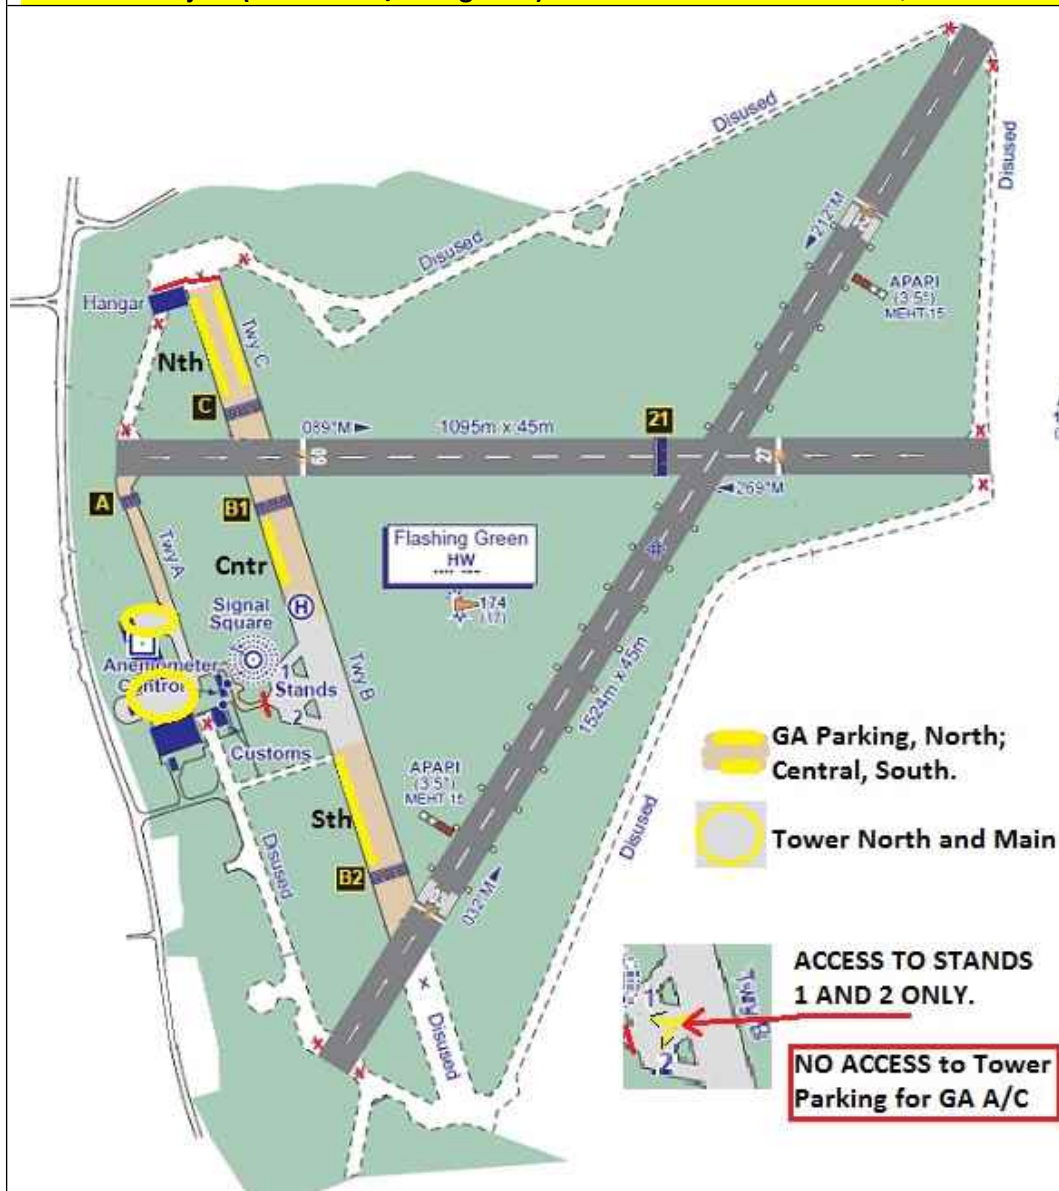 Disused
Disused
212°M
Disused
APAPI
(3.5°)
MEHT 15
Hangar
Twy C
Nth
C
089°M
1095m x 45m
21
09
27
269°M
A
B1
Twy A
Cntr
Flashing Green
HW
H
174
(17)
Signal
Square
1524m x 45m
Anemometer
Control
1
Stands
2
Twy B
Customs
GA Parking, North;
Central, South.
APAPI
(3.5°)
MEHT 15
Sth
Tower North and Main
Disused
Disused
B2
032°M
ACCESS TO STANDS
1 AND 2 ONLY.
1
2
Disused
NO ACCESS to Tower
Parking for GA A/C